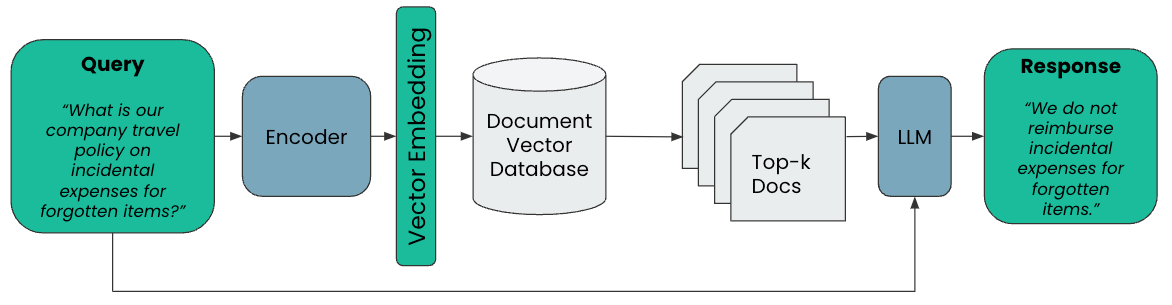 Query
“What is our
company travel
policy on
incidental
expenses for
forgotten items?”
Encoder
Vector Embedding
Document
Vector
Database
Top-k
Docs
LLM
Response
“We do not
reimburse
incidental
expenses for
forgotten
items.”